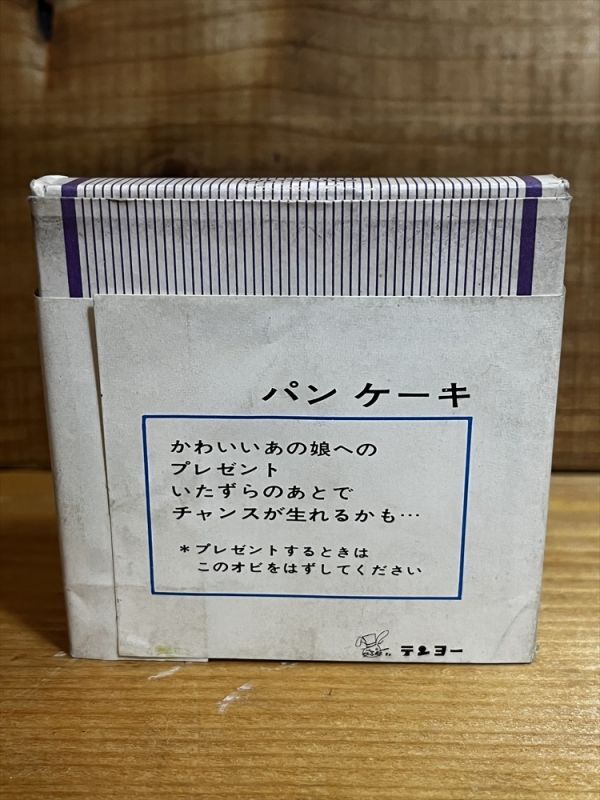 パン ケーキ
かわいいあの娘への
プレゼント
いたずらのあとで
チャンスが生れるかも…
*プレゼントするときは
このオビをはずしてください
テンヨー